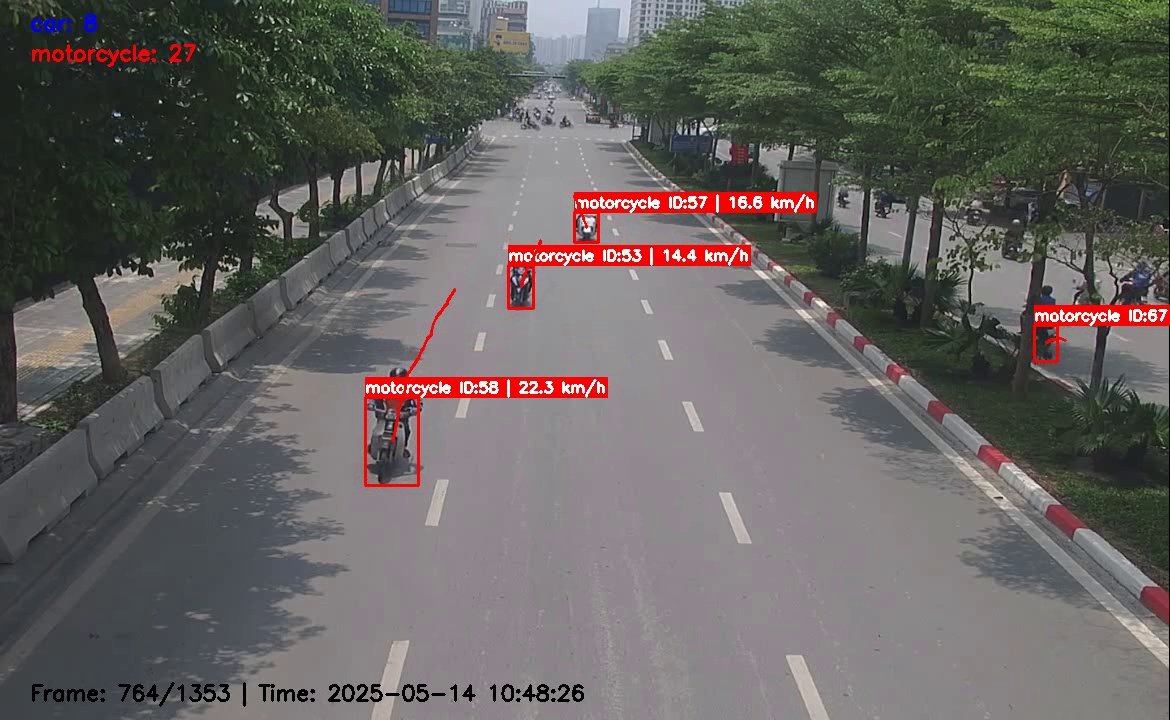 car: 8
motorcycle: 27
motorcycle ID:57 | 16.6 km/h
motorcycle ID:53 | 14.4 km/h
motorcycle ID:67
motorcycle ID:58 | 22.3 km/h
Frame: 764/1353 | Time: 2025-05-14 10:48:26